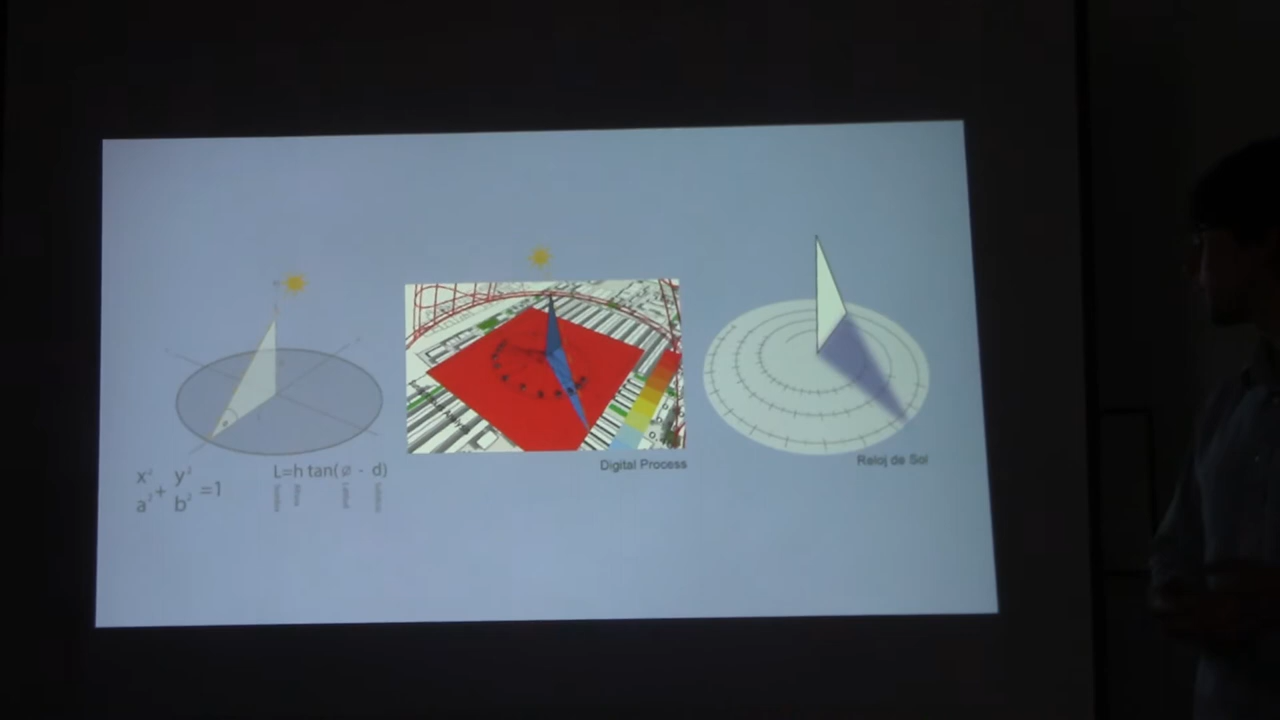 x² y²
a² + b² =1
L=h tan(ø - d)
Digital Process
Reloj de Sol